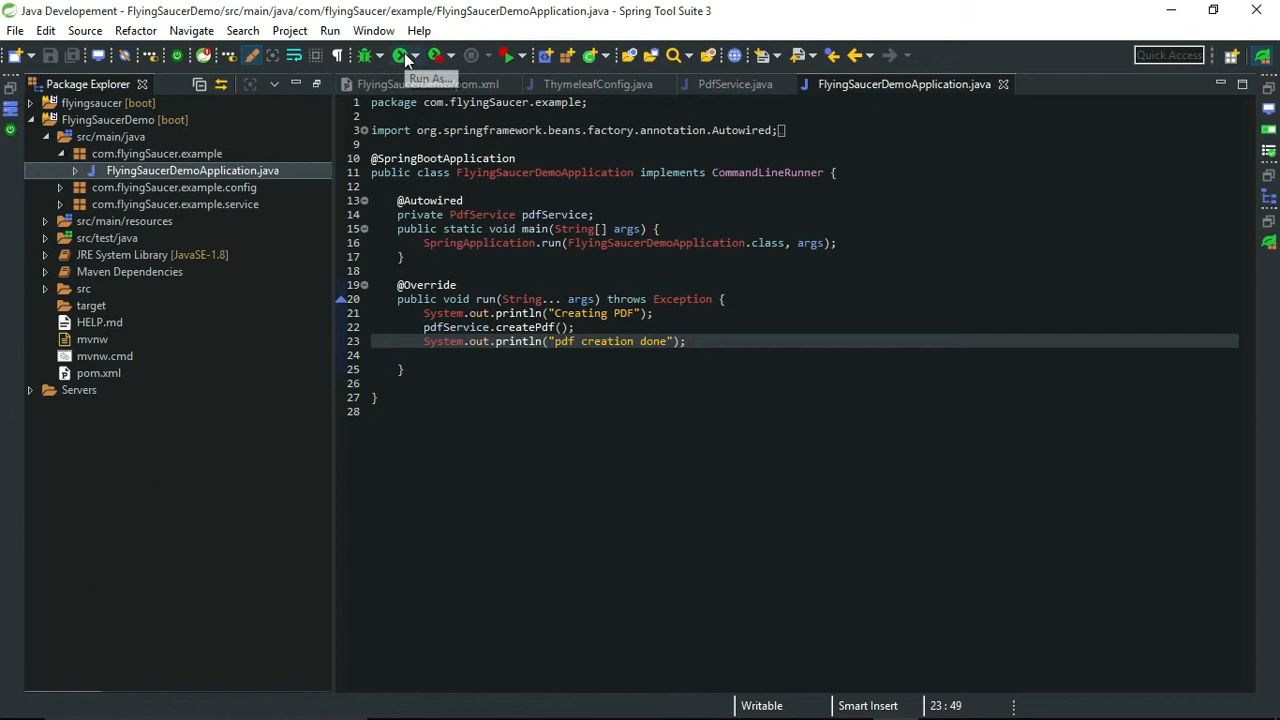 Java Developement - FlyingSaucerDemo/src/main/java/com/flyingSaucer/example/FlyingSaucerDemoApplication.java - Spring Tool Suite 3
File Edit Source Refactor Navigate Search Project Run Window Help
Quick Access
Run As...
Package Explorer
FlyingSaucerDemo/pom.xml ThymeleafConfig.java PdfService.java FlyingSaucerDemoApplication.java
flyingsaucer [boot]
FlyingSaucerDemo [boot]
src/main/java
com.flyingSaucer.example
FlyingSaucerDemoApplication.java
com.flyingSaucer.example.config
com.flyingSaucer.example.service
src/main/resources
src/test/java
JRE System Library [JavaSE-1.8]
Maven Dependencies
src
target
HELP.md
mvnw
mvnw.cmd
pom.xml
Servers
1 package com.flyingSaucer.example;
2
3 import org.springframework.beans.factory.annotation.Autowired;
9
10 @SpringBootApplication
11 public class FlyingSaucerDemoApplication implements CommandLineRunner {
12
13 @Autowired
14 private PdfService pdfService;
15 public static void main(String[] args) {
16 SpringApplication.run(FlyingSaucerDemoApplication.class, args);
17 }
18
19 @Override
20 public void run(String... args) throws Exception {
21 System.out.println("Creating PDF");
22 pdfService.createPdf();
23 System.out.println("pdf creation done");
24
25 }
26
27 }
28
Writable Smart Insert 23 : 49